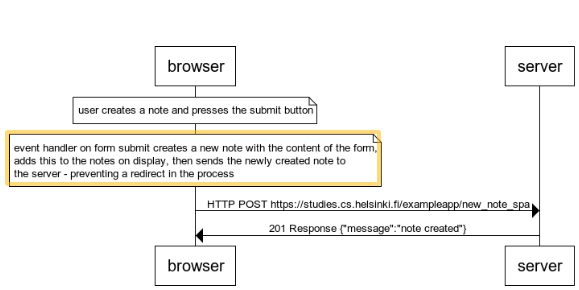 browser
server
user creates a note and presses the submit button
event handler on form submit creates a new note with the content of the form,
adds this to the notes on display, then sends the newly created note to
the server - preventing a redirect in the process
HTTP POST https://studies.cs.helsinki.fi/exampleapp/new_note_spa
201 Response {"message":"note created"}
browser
server